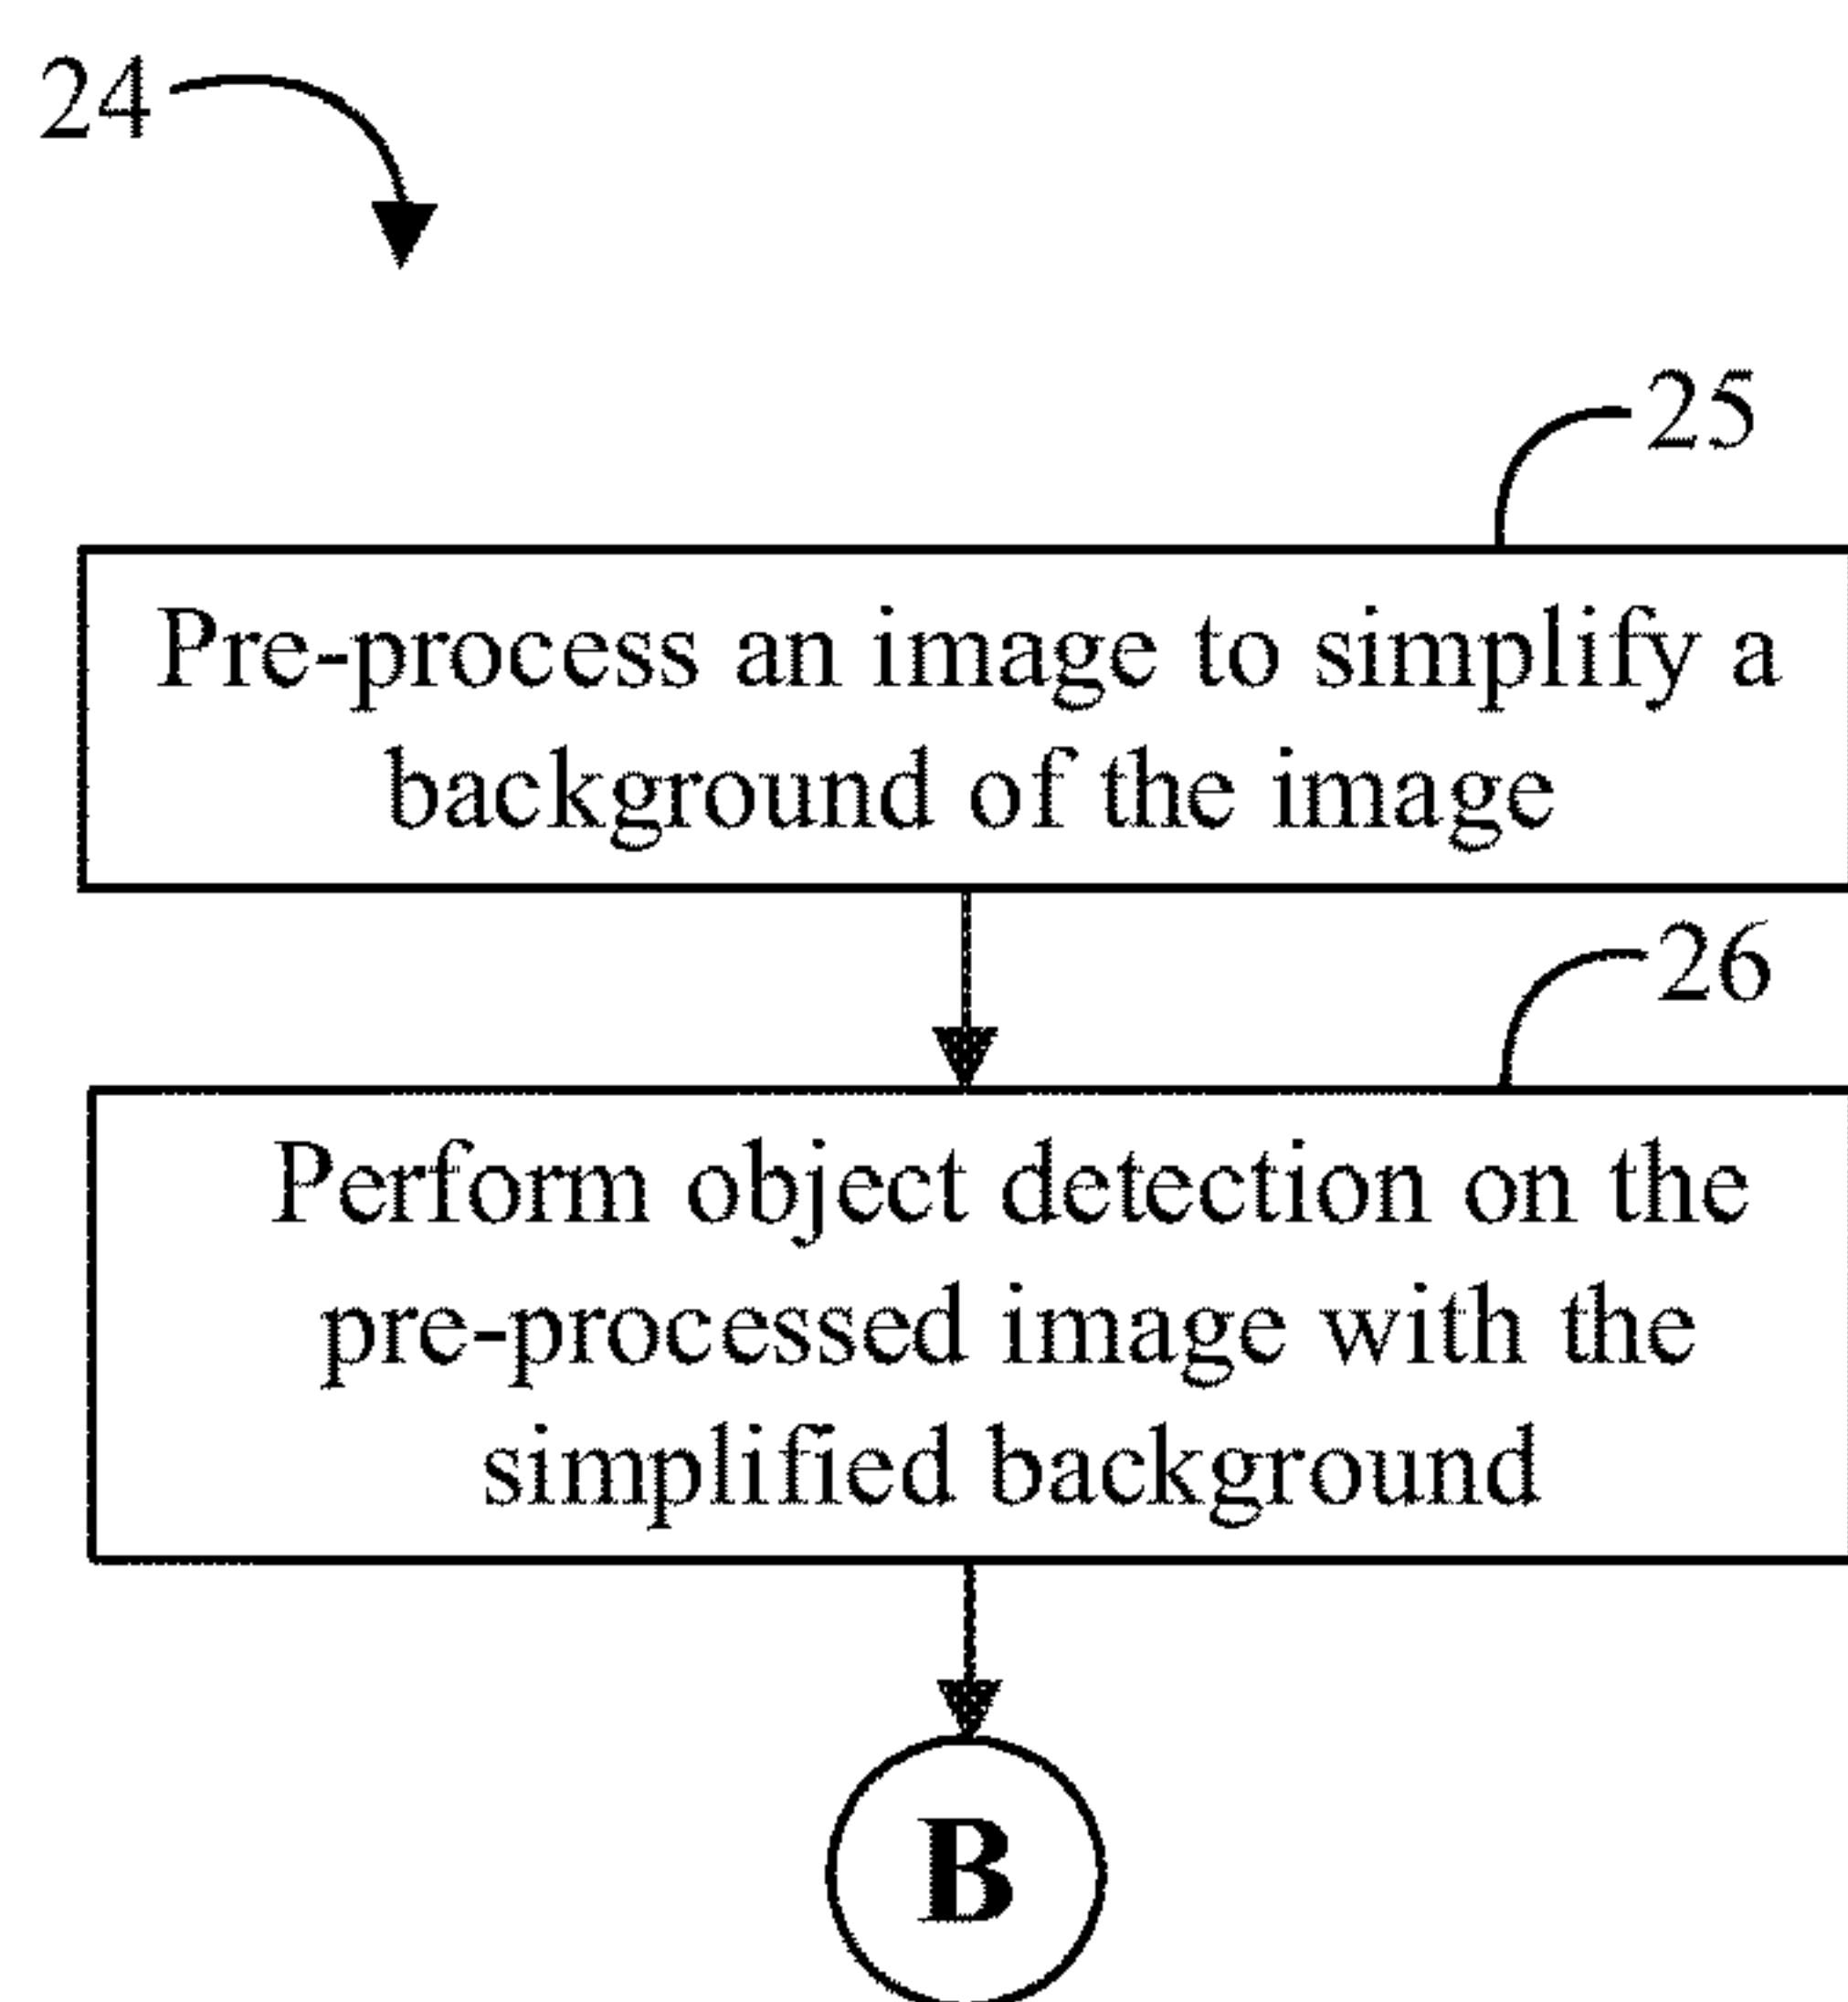 24
25
Pre-process an image to simplify a
background of the image
26
Perform object detection on the
pre-processed image with the
simplified background
B